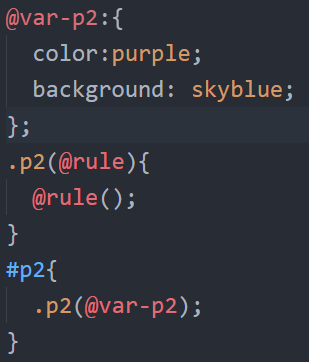 @var-p2:{
  color:purple;
  background: skyblue;
};
.p2(@rule){
  @rule();
}
#p2{
  .p2(@var-p2);
}